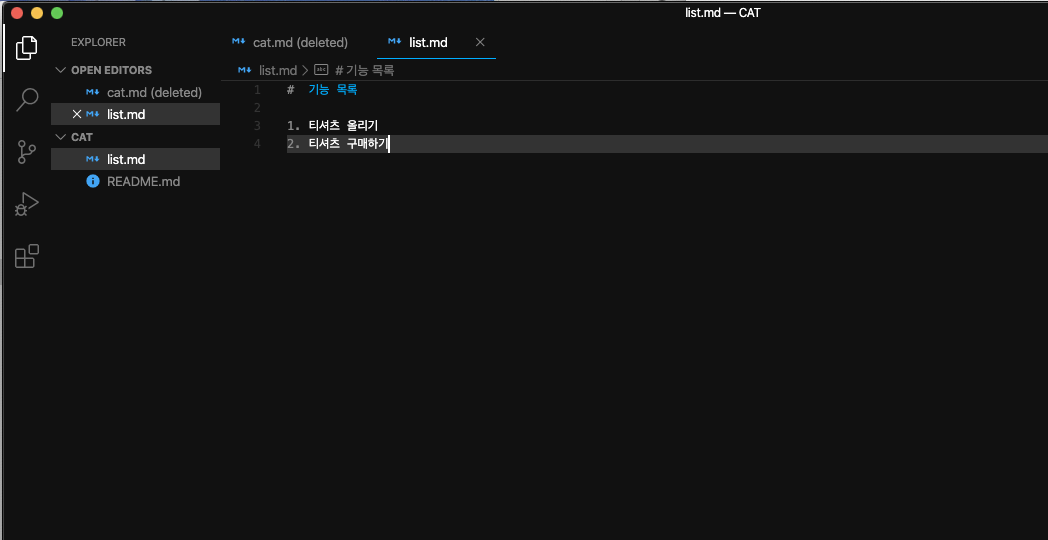 list.md — CAT
EXPLORER
OPEN EDITORS
cat.md (deleted)
list.md
CAT
list.md
README.md
cat.md (deleted)
list.md
list.md > abc # 기능 목록
1 # 기능 목록
2
3 1. 티셔츠 올리기
4 2. 티셔츠 구매하기